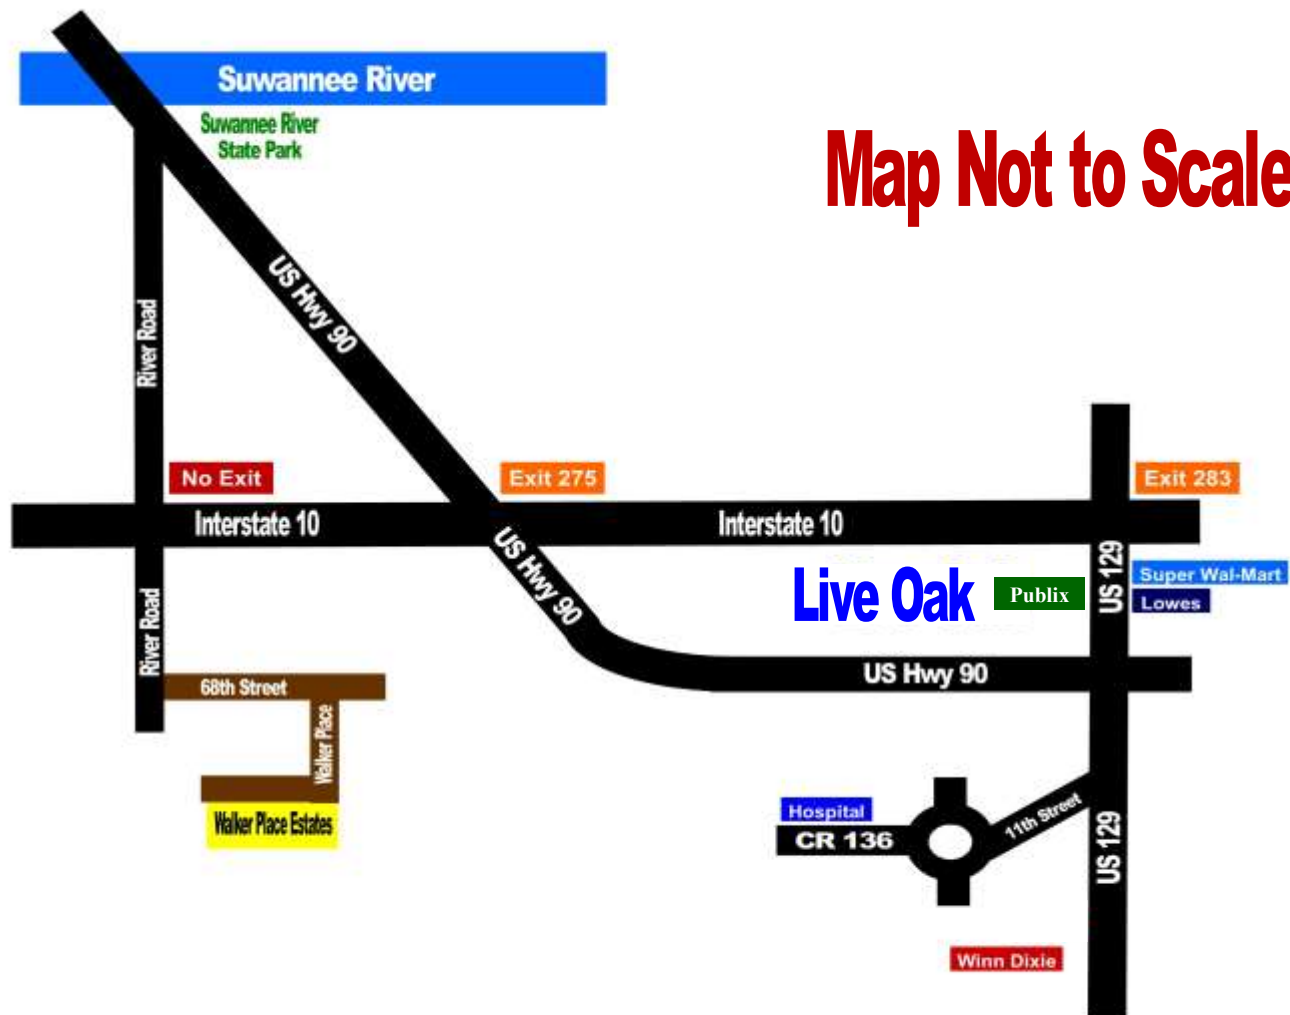 Suwannee River
Suwannee River
State Park
Map Not to Scale
US Hwy 90
River Road
No Exit
Exit 275
Exit 283
Interstate 10
Interstate 10
US Hwy 90
US 129
Super Wal-Mart
Live Oak
Publix
Lowes
River Road
US Hwy 90
68th Street
Walker Place
Walker Place Estates
Hospital
CR 136
11th Street
US 129
Winn Dixie